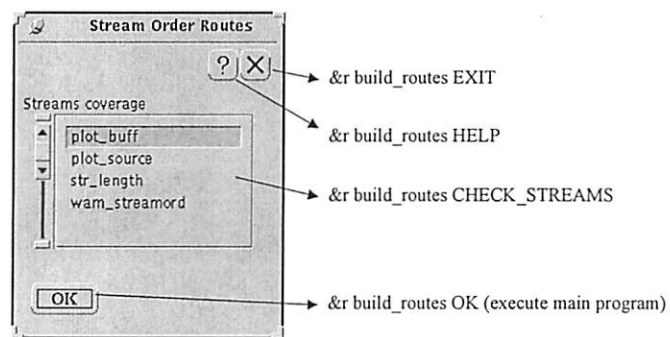 Stream Order Routes
? X
&r build_routes EXIT
&r build_routes HELP
Streams coverage
plot_buff
plot_source
str_length
wam_streamord
&r build_routes CHECK_STREAMS
OK
&r build_routes OK (execute main program)